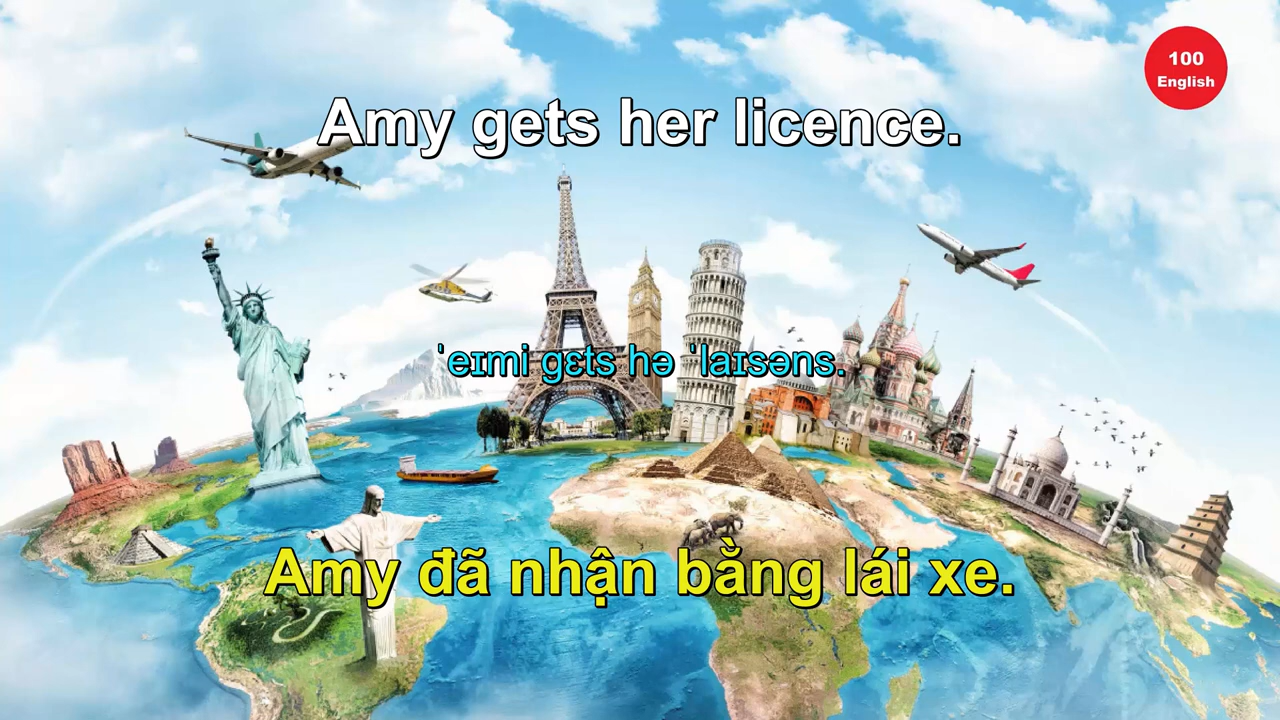 100
English
Amy gets her licence.
ˈeɪmi gɛts hə ˈlaɪsəns.
Amy đã nhận bằng lái xe.